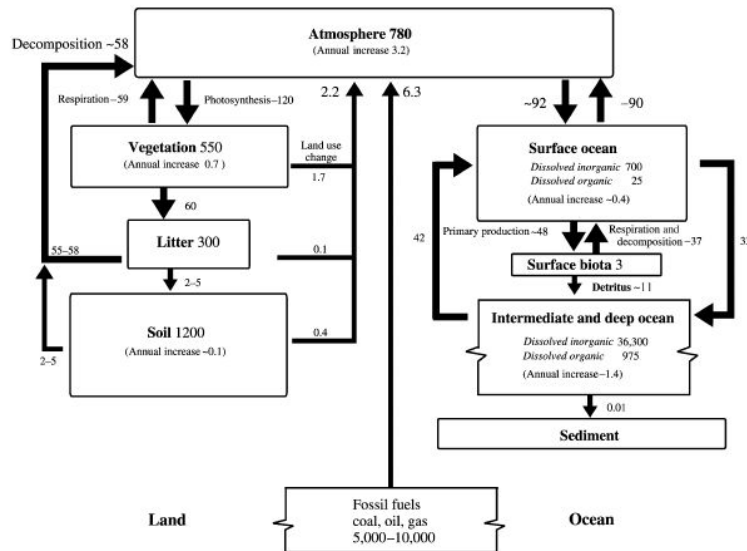 Atmosphere 780
(Annual increase 3.2)
Decomposition ~58
Respiration–59
Photosynthesis–120
2.2
6.3
~92
–90
Vegetation 550
(Annual increase 0.7 )
Land use
change
1.7
60
Litter 300
55–58
0.1
2–5
Soil 1200
(Annual increase ~0.1)
0.4
2–5
Surface ocean
Dissolved inorganic 700
Dissolved organic 25
(Annual increase ~0.4)
42
Primary production ~48
Respiration and
decomposition ~37
Surface biota 3
Detritus ~11
Intermediate and deep ocean
Dissolved inorganic 36,300
Dissolved organic 975
(Annual increase–1.4)
0.01
Sediment
Fossil fuels
coal, oil, gas
5,000–10,000
Land
Ocean